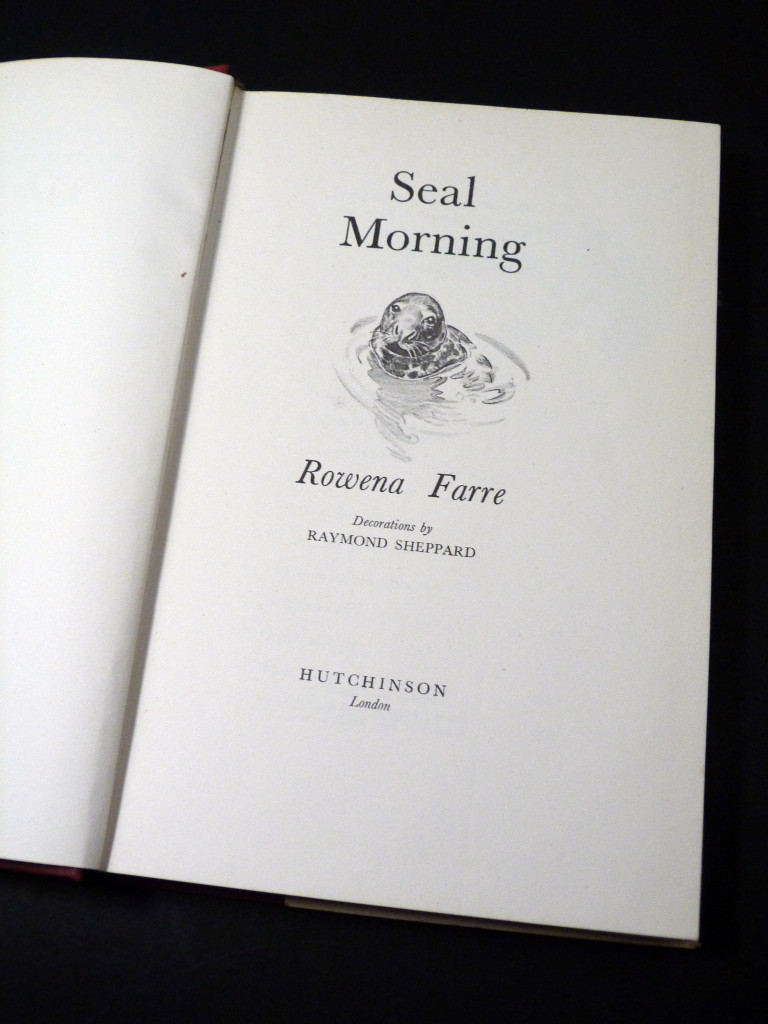 Seal
Morning
Rowena Farre
Decorations by
RAYMOND SHEPPARD
HUTCHINSON
London